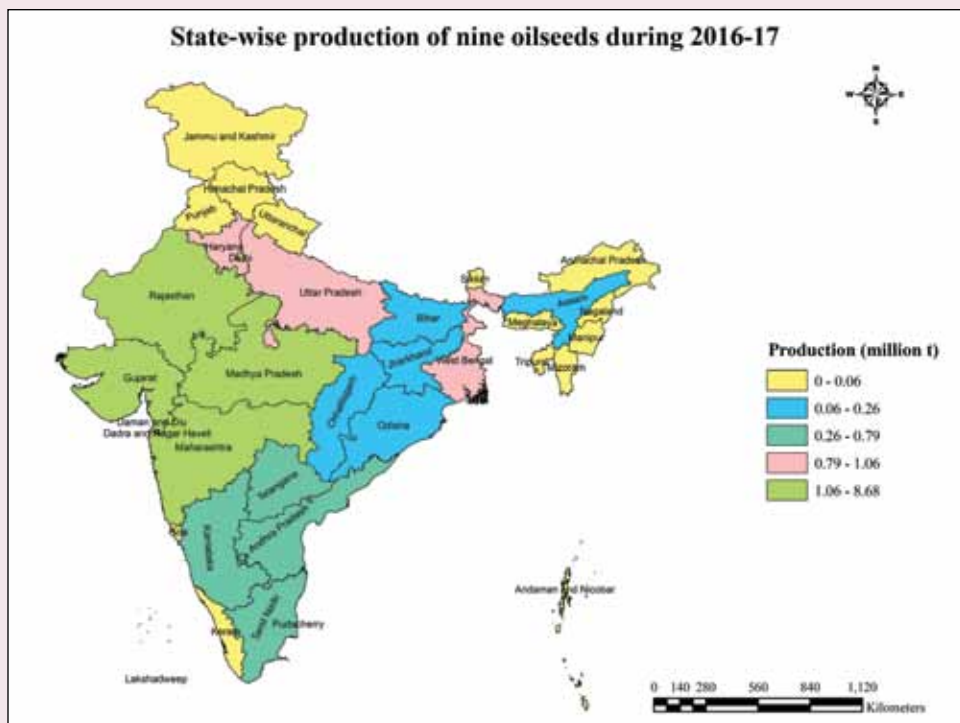 State-wise production of nine oilseeds during 2016-17
N
W
E
S
Jammu and Kashmir
Himachal Pradesh
Punjab
Uttaranchal
Haryana
Delhi
Arunachal Pradesh
Sikkim
Assam
Nagaland
Rajasthan
Uttar Pradesh
Bihar
Meghalaya
Manipur
Jharkhand
West Bengal
Tripura
Mizoram
Gujarat
Madhya Pradesh
Chhattisgarh
Odisha
Daman and Diu
Dadra and Nagar Haveli
Maharashtra
Telangana
Goa
Karnataka
Andhra Pradesh
Tamil Nadu
Puducherry
Kerala
Lakshadweep
Andaman and Nicobar
Production (million t)
0 - 0.06
0.06 - 0.26
0.26 - 0.79
0.79 - 1.06
1.06 - 8.68
0 140 280 560 840 1,120
Kilometers